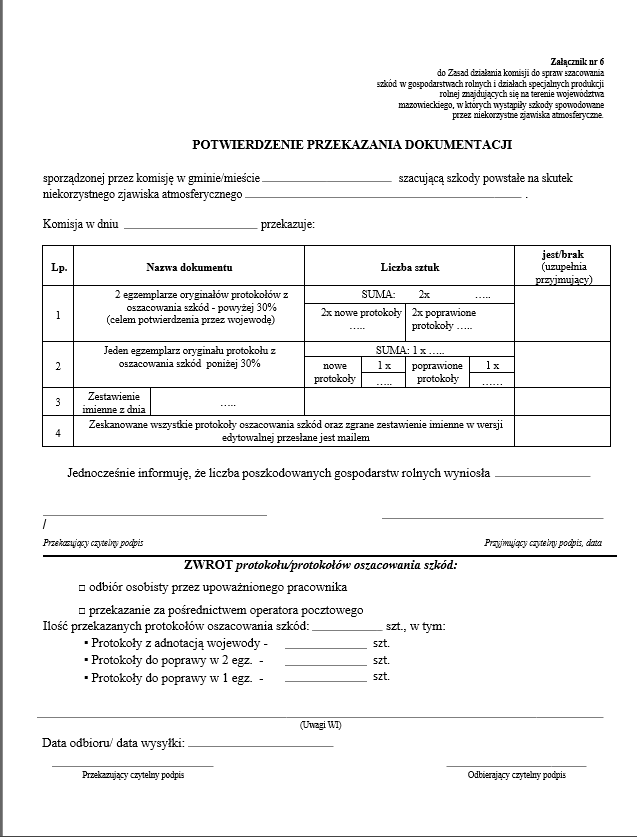 Załącznik nr 6
do Zasad działania komisji do spraw szacowania
szkód w gospodarstwach rolnych i działach specjalnych produkcji
rolnej znajdujących się na terenie województwa
mazowieckiego, w których wystąpiły szkody spowodowane
przez niekorzystne zjawiska atmosferyczne.
POTWIERDZENIE PRZEKAZANIA DOKUMENTACJI
sporządzonej przez komisję w gminie/mieście ____________________ szacującą szkody powstałe na skutek
niekorzystnego zjawiska atmosferycznego ____________________ .
Komisja w dniu ____________________ przekazuje:
Lp.
Nazwa dokumentu
Liczba sztuk
jest/brak
(uzupełnia
przyjmujący)
1
2 egzemplarze oryginałów protokołów z
oszacowania szkód - powyżej 30%
(celem potwierdzenia przez wojewodę)
SUMA: 2x …..
2x nowe protokoły
…..
2x poprawione
protokoły …..
2
Jeden egzemplarz oryginału protokołu z
oszacowania szkód poniżej 30%
SUMA: 1 x …..
nowe
protokoły
1 x
…..
poprawione
protokoły
1 x
……
3
Zestawienie
imienne z dnia
…..
4
Zeskanowane wszystkie protokoły oszacowania szkód oraz zgrane zestawienie imienne w wersji
edytowalnej przesłane jest mailem
Jednocześnie informuję, że liczba poszkodowanych gospodarstw rolnych wyniosła _______________
/
Przekazujący czytelny podpis
Przyjmujący czytelny podpis, data
ZWROT protokołu/protokołów oszacowania szkód:
□ odbiór osobisty przez upoważnionego pracownika
□ przekazanie za pośrednictwem operatora pocztowego
Ilość przekazanych protokołów oszacowania szkód: ___________ szt., w tym:
▪ Protokoły z adnotacją wojewody - _____________ szt.
▪ Protokoły do poprawy w 2 egz. - _____________ szt.
▪ Protokoły do poprawy w 1 egz. - _____________ szt.
(Uwagi WI)
Data odbioru/ data wysyłki: ____________________
Przekazujący czytelny podpis
Odbierający czytelny podpis